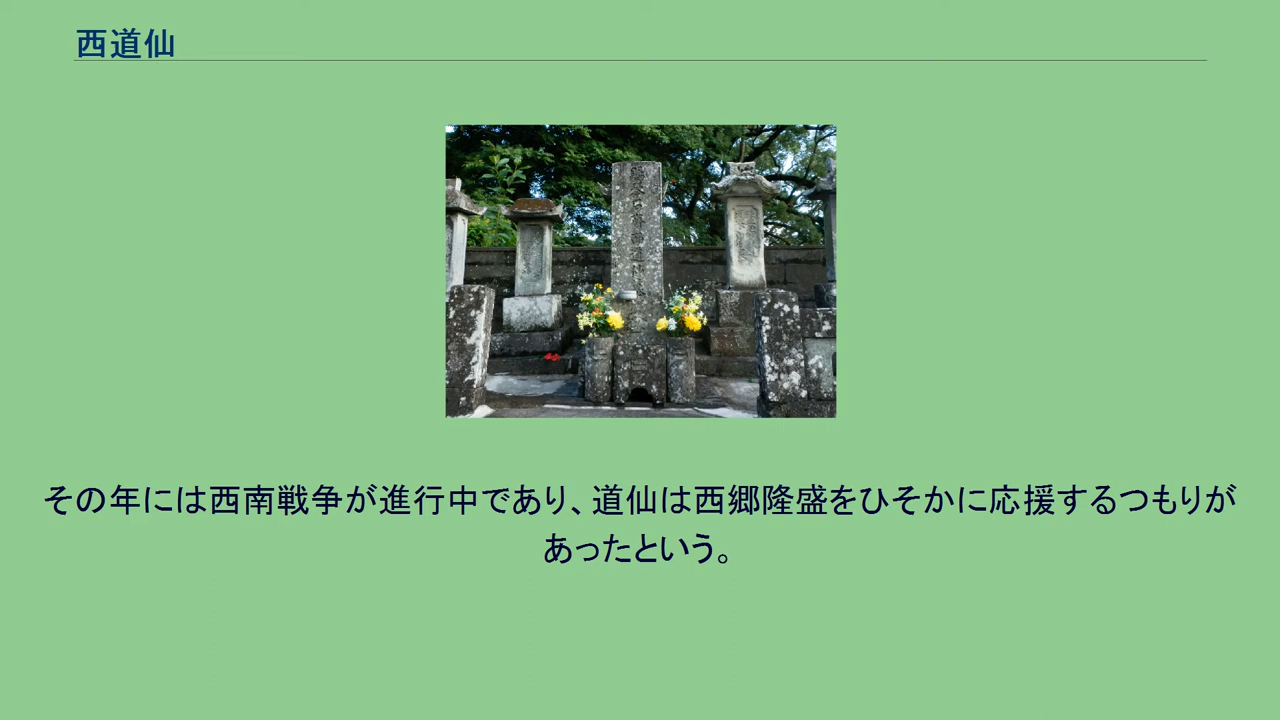 西道仙
その年には西南戦争が進行中であり、道仙は西郷隆盛をひそかに応援するつもりが
あったという。